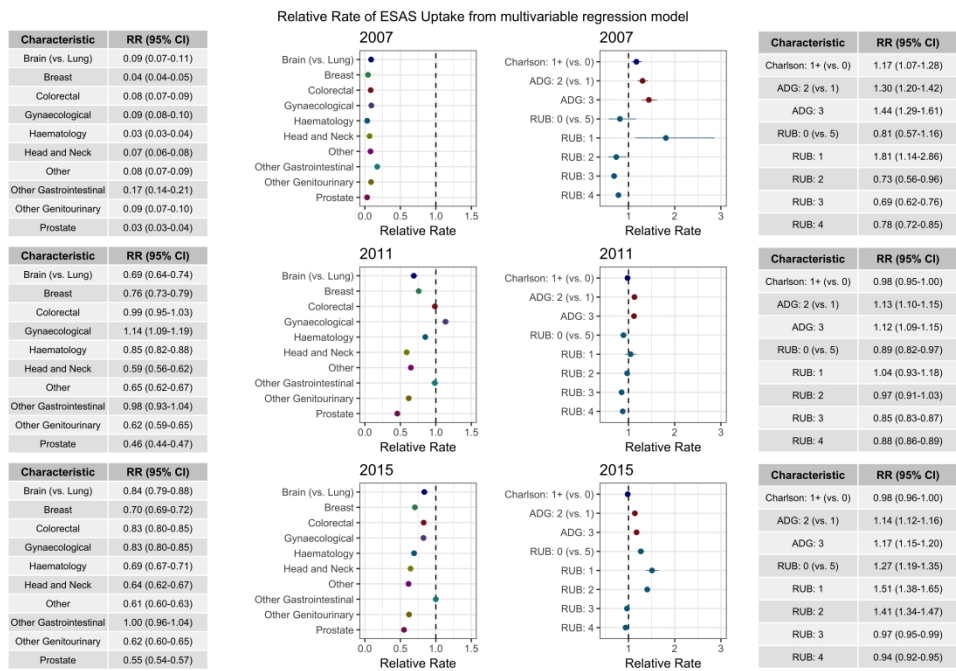 Relative Rate of ESAS Uptake from multivariable regression model
Characteristic RR (95% CI)
Brain (vs. Lung) 0.09 (0.07-0.11)
Breast 0.04 (0.04-0.05)
Colorectal 0.08 (0.07-0.09)
Gynaecological 0.09 (0.08-0.10)
Haematology 0.03 (0.03-0.04)
Head and Neck 0.07 (0.06-0.08)
Other 0.08 (0.07-0.09)
Other Gastrointestinal 0.17 (0.14-0.21)
Other Genitourinary 0.09 (0.07-0.10)
Prostate 0.03 (0.03-0.04)
2007
Brain (vs. Lung)
Breast
Colorectal
Gynaecological
Haematology
Head and Neck
Other
Other Gastrointestinal
Other Genitourinary
Prostate
0.0 0.5 1.0 1.5
Relative Rate
2007
Charlson: 1+ (vs. 0)
ADG: 2 (vs. 1)
ADG: 3
RUB: 0 (vs. 5)
RUB: 1
RUB: 2
RUB: 3
RUB: 4
1 2 3
Relative Rate
Characteristic RR (95% CI)
Charlson: 1+ (vs. 0) 1.17 (1.07-1.28)
ADG: 2 (vs. 1) 1.30 (1.20-1.42)
ADG: 3 1.44 (1.29-1.61)
RUB: 0 (vs. 5) 0.81 (0.57-1.16)
RUB: 1 1.81 (1.14-2.86)
RUB: 2 0.73 (0.56-0.96)
RUB: 3 0.69 (0.62-0.76)
RUB: 4 0.78 (0.72-0.85)
Characteristic RR (95% CI)
Brain (vs. Lung) 0.69 (0.64-0.74)
Breast 0.76 (0.73-0.79)
Colorectal 0.99 (0.95-1.03)
Gynaecological 1.14 (1.09-1.19)
Haematology 0.85 (0.82-0.88)
Head and Neck 0.59 (0.56-0.62)
Other 0.65 (0.62-0.67)
Other Gastrointestinal 0.98 (0.93-1.04)
Other Genitourinary 0.62 (0.59-0.65)
Prostate 0.46 (0.44-0.47)
2011
Brain (vs. Lung)
Breast
Colorectal
Gynaecological
Haematology
Head and Neck
Other
Other Gastrointestinal
Other Genitourinary
Prostate
0.0 0.5 1.0 1.5
Relative Rate
2011
Charlson: 1+ (vs. 0)
ADG: 2 (vs. 1)
ADG: 3
RUB: 0 (vs. 5)
RUB: 1
RUB: 2
RUB: 3
RUB: 4
1 2 3
Relative Rate
Characteristic RR (95% CI)
Charlson: 1+ (vs. 0) 0.98 (0.95-1.00)
ADG: 2 (vs. 1) 1.13 (1.10-1.15)
ADG: 3 1.12 (1.09-1.15)
RUB: 0 (vs. 5) 0.89 (0.82-0.97)
RUB: 1 1.04 (0.93-1.18)
RUB: 2 0.97 (0.91-1.03)
RUB: 3 0.85 (0.83-0.87)
RUB: 4 0.88 (0.86-0.89)
Characteristic RR (95% CI)
Brain (vs. Lung) 0.84 (0.79-0.88)
Breast 0.70 (0.69-0.72)
Colorectal 0.83 (0.80-0.85)
Gynaecological 0.83 (0.80-0.85)
Haematology 0.69 (0.67-0.71)
Head and Neck 0.64 (0.62-0.67)
Other 0.61 (0.60-0.63)
Other Gastrointestinal 1.00 (0.96-1.04)
Other Genitourinary 0.62 (0.60-0.65)
Prostate 0.55 (0.54-0.57)
2015
Brain (vs. Lung)
Breast
Colorectal
Gynaecological
Haematology
Head and Neck
Other
Other Gastrointestinal
Other Genitourinary
Prostate
0.0 0.5 1.0 1.5
Relative Rate
2015
Charlson: 1+ (vs. 0)
ADG: 2 (vs. 1)
ADG: 3
RUB: 0 (vs. 5)
RUB: 1
RUB: 2
RUB: 3
RUB: 4
1 2 3
Relative Rate
Characteristic RR (95% CI)
Charlson: 1+ (vs. 0) 0.98 (0.96-1.00)
ADG: 2 (vs. 1) 1.14 (1.12-1.16)
ADG: 3 1.17 (1.15-1.20)
RUB: 0 (vs. 5) 1.27 (1.19-1.35)
RUB: 1 1.51 (1.38-1.65)
RUB: 2 1.41 (1.34-1.47)
RUB: 3 0.97 (0.95-0.99)
RUB: 4 0.94 (0.92-0.95)